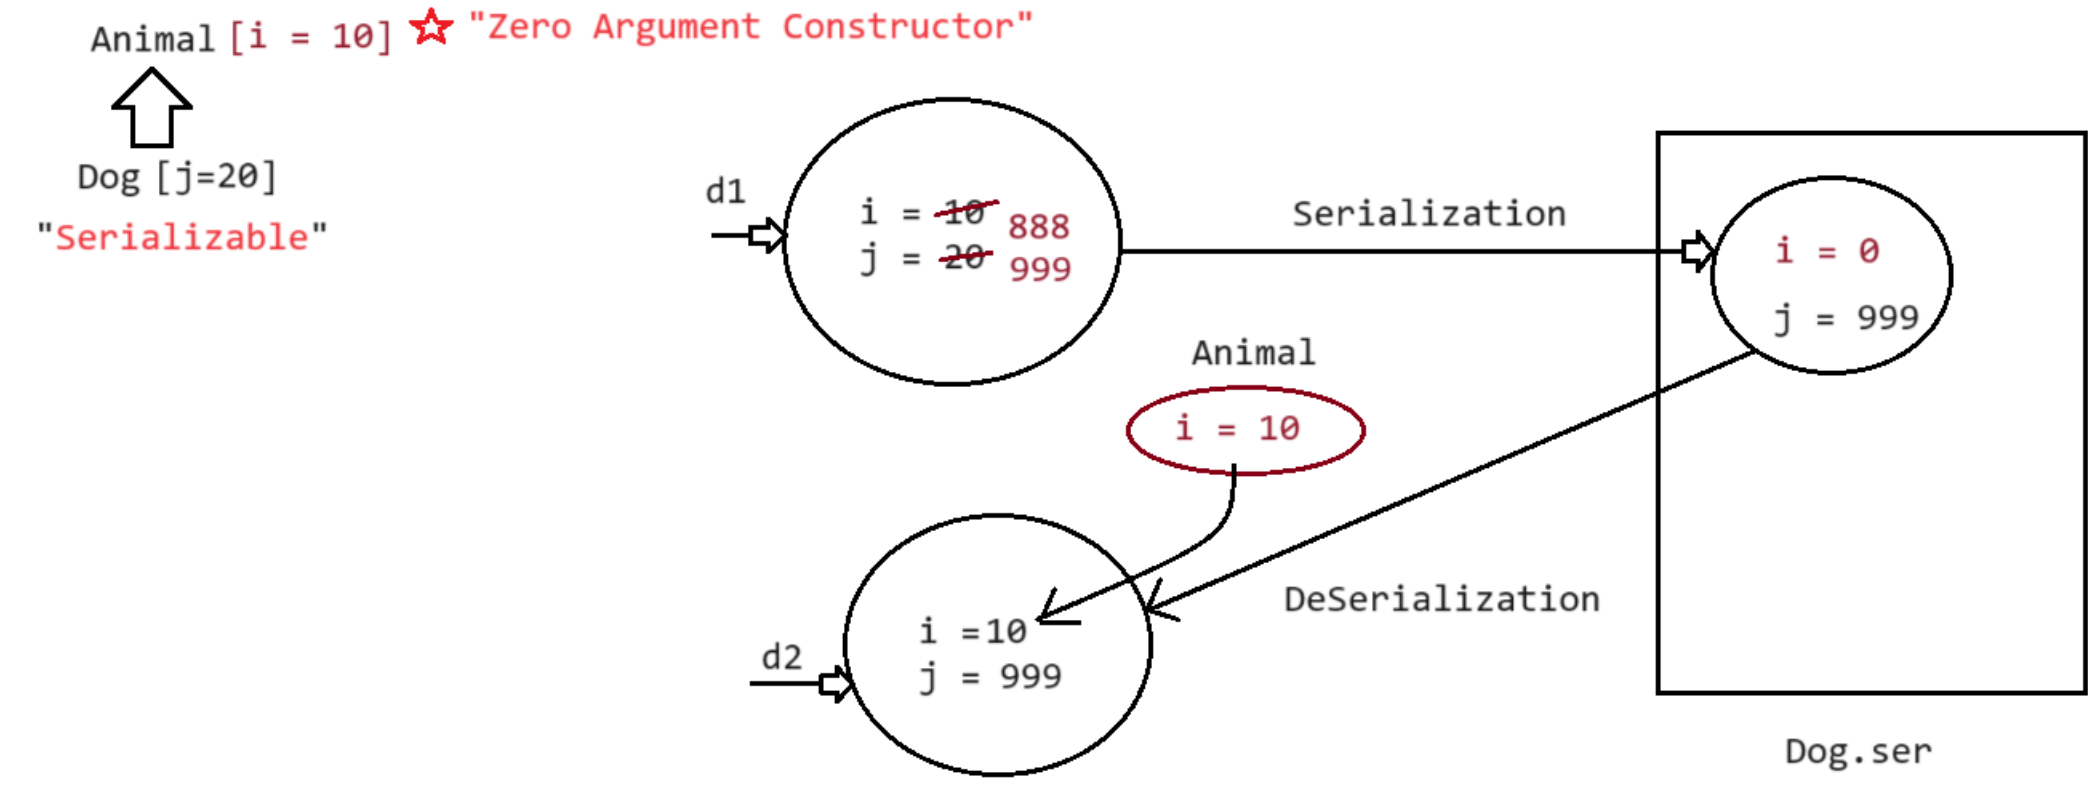 Animal [i = 10] ☆ "Zero Argument Constructor"
Dog [j=20]
"Serializable"
d1
i = 10 888
j = 20 999
Serialization
i = 0
j = 999
Animal
i = 10
DeSerialization
d2
i =10
j = 999
Dog.ser